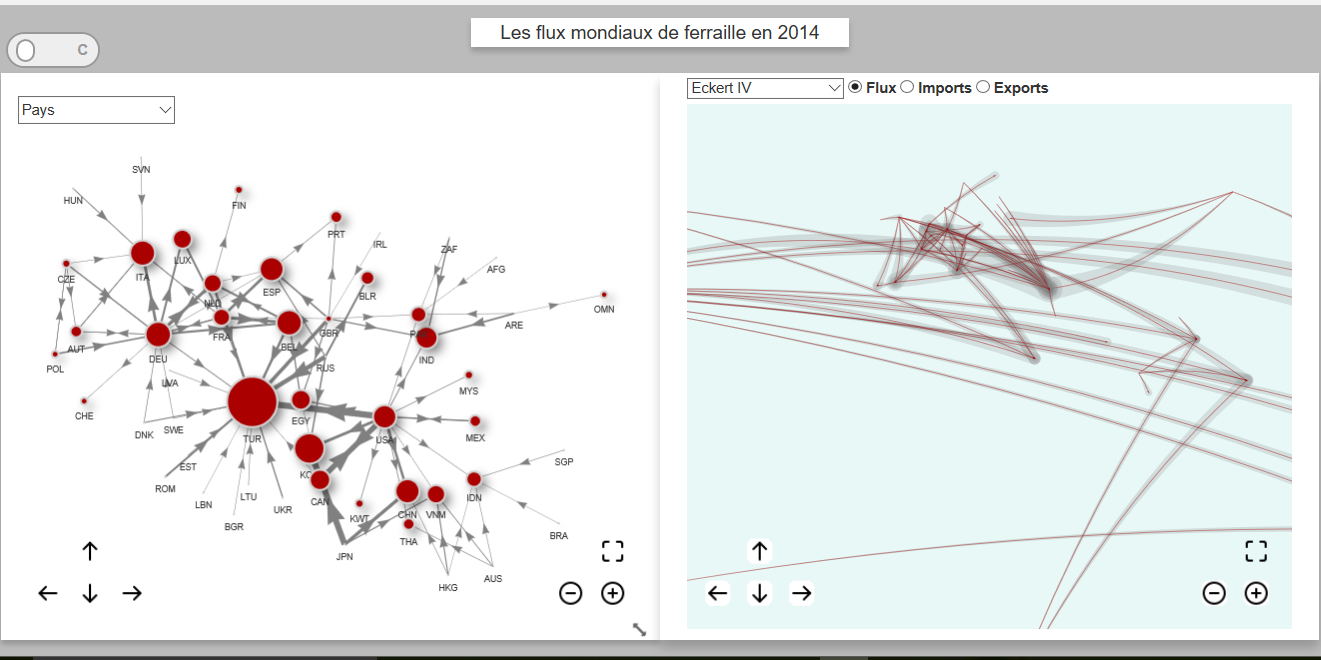 Les flux mondiaux de ferraille en 2014
C
Pays
Eckert IV Flux Imports Exports
SVN
HUN
FIN
PRT
IRL
ZAF
LUX
ITA
CZE
AFG
ESP
BLR
NLD
OMN
ARE
GBR
FRA
BEL
AUT
DEU
IND
POL
RUS
LVA
MYS
CHE
EGY
DNK
SWE
TUR
USA
MEX
SGP
EST
ROM
CAN
IDN
LBN
LTU
UKR
KWT
CHN
VNM
BGR
BRA
THA
JPN
AUS
HKG